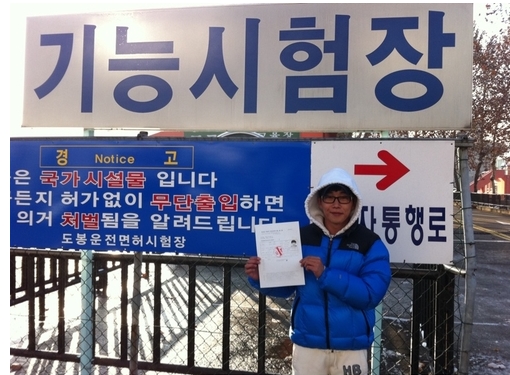 기능시험장
경 Notice 고
은 국가시설물 입니다
든지 허가없이 무단출입하면
의거 처벌됨을 알려드립니다
도봉운전면허시험장
자통행로
HB